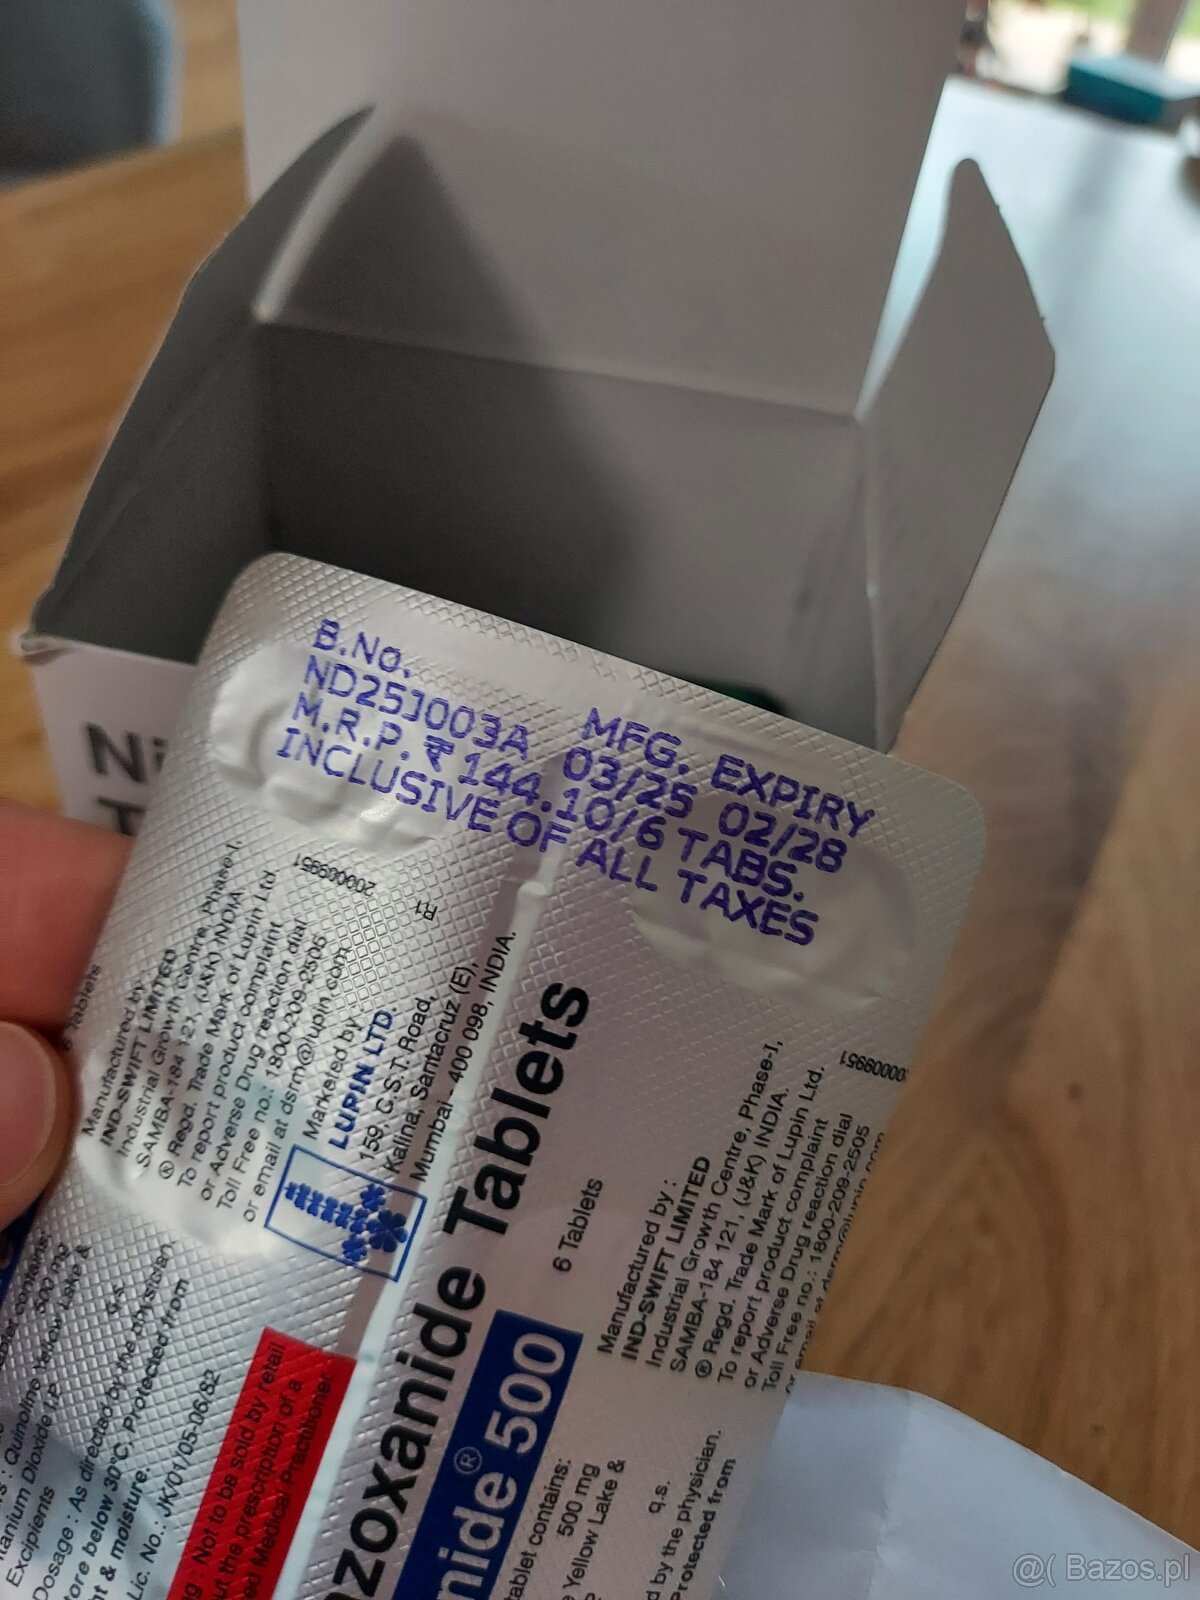 B.No.
ND25J003A
MFG. EXPIRY
03/25 02/28
M.R.P. ₹ 144.10/6 TABS.
INCLUSIVE OF ALL TAXES
200009951
R1
Tablets
Manufactured by :
IND-SWIFT LIMITED
Industrial Growth Centre, Phase-I,
SAMBA-184 121, (J&K) INDIA
® Regd. Trade Mark of Lupin Ltd
To report product complaint
or Adverse Drug reaction dial
Toll Free no.: 1800-209-2505
or email at dsrm@lupin.com
Marketed by :
LUPIN LTD.
159, C.S.T. Road,
Kalina, Santacruz (E),
Mumbai - 400 098, INDIA.
zoxanide Tablets
nide® 500
6 Tablets
Manufactured by :
IND-SWIFT LIMITED
Industrial Growth Centre, Phase-I,
SAMBA-184 121, (J&K) INDIA.
® Regd. Trade Mark of Lupin Ltd.
To report product complaint
or Adverse Drug reaction dial
Toll Free no.: 1800-209-2505
contains:
500 mg
: Quinoline Yellow Lake &
Titanium Dioxide I.P.
Excipients q.s.
Dosage : As directed by the physician
Store below 30°C, Protected from
& moisture.
Lic. No.: JK/01/05-06/82
: Not to be sold by retail
the prescription of a
Medical Practitioner
tablet contains:
500 mg
Yellow Lake &
q.s.
by the physician.
Protected from
Ni
T
@( Bazos.pl